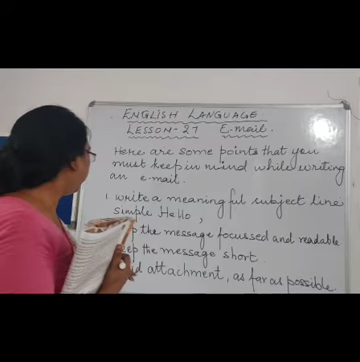 ENGLISH LANGUAGE
LESSON-27 E-mail.
Here are some points that you
must keep in mind while writing
an e-mail.
1 write a meaningful subject line
simple Hello,
the message focussed and readable
the message short.
attachment, as far as possible.